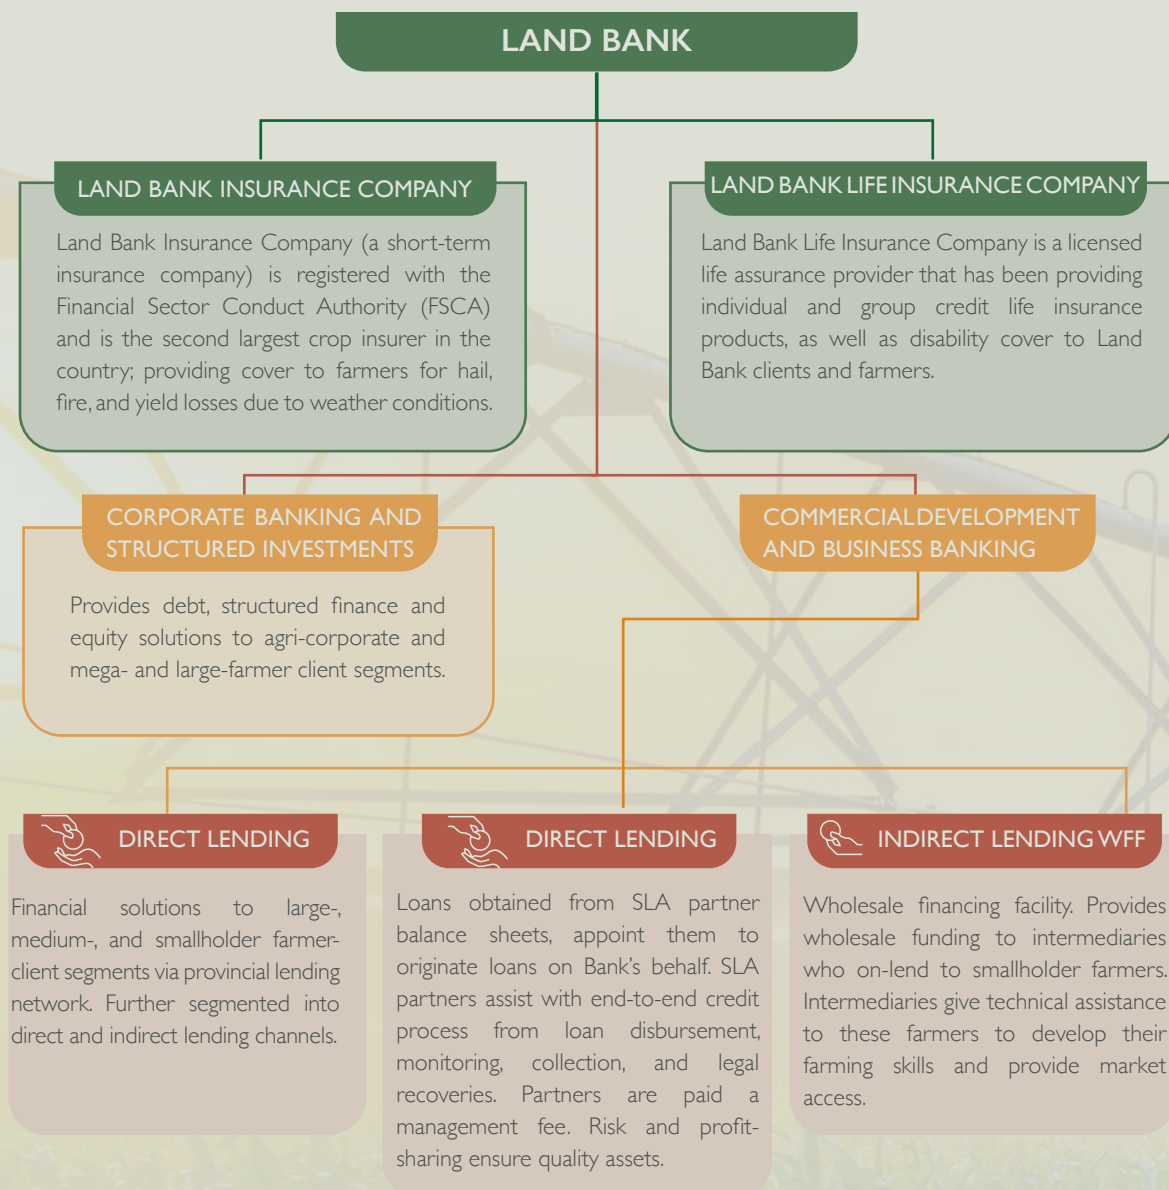 LAND BANK
LAND BANK INSURANCE COMPANY
Land Bank Insurance Company (a short-term
insurance company) is registered with the
Financial Sector Conduct Authority (FSCA)
and is the second largest crop insurer in the
country; providing cover to farmers for hail,
fire, and yield losses due to weather conditions.
LAND BANK LIFE INSURANCE COMPANY
Land Bank Life Insurance Company is a licensed
life assurance provider that has been providing
individual and group credit life insurance
products, as well as disability cover to Land
Bank clients and farmers.
CORPORATE BANKING AND
STRUCTURED INVESTMENTS
Provides debt, structured finance and
equity solutions to agri-corporate and
mega- and large-farmer client segments.
COMMERCIAL DEVELOPMENT
AND BUSINESS BANKING
DIRECT LENDING
Financial solutions to large-,
medium-, and smallholder farmer-
client segments via provincial lending
network. Further segmented into
direct and indirect lending channels.
DIRECT LENDING
Loans obtained from SLA partner
balance sheets, appoint them to
originate loans on Bank's behalf. SLA
partners assist with end-to-end credit
process from loan disbursement,
monitoring, collection, and legal
recoveries. Partners are paid a
management fee. Risk and profit-
sharing ensure quality assets.
INDIRECT LENDING WFF
Wholesale financing facility. Provides
wholesale funding to intermediaries
who on-lend to smallholder farmers.
Intermediaries give technical assistance
to these farmers to develop their
farming skills and provide market
access.